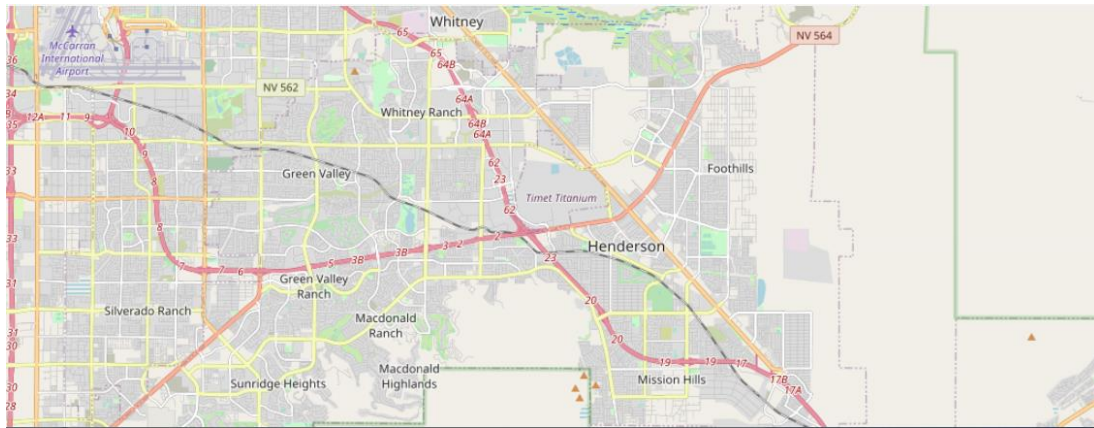 Whitney
NV 564
McCarran
International
Airport
65
65
64B
36
NV 562
34
64A
Whitney Ranch
B
35
12A
11
9
10
64B
64A
9
33
8
62
Green Valley
23
Foothills
Timet Titanium
62
33
8
2
2
3
3B
Henderson
23
7
7
6
5
3B
31
Green Valley
Ranch
20
Silverado Ranch
Macdonald
Ranch
31
30
20
19
19
17
Macdonald
Highlands
Mission Hills
17B
17A
30
Sunridge Heights
28